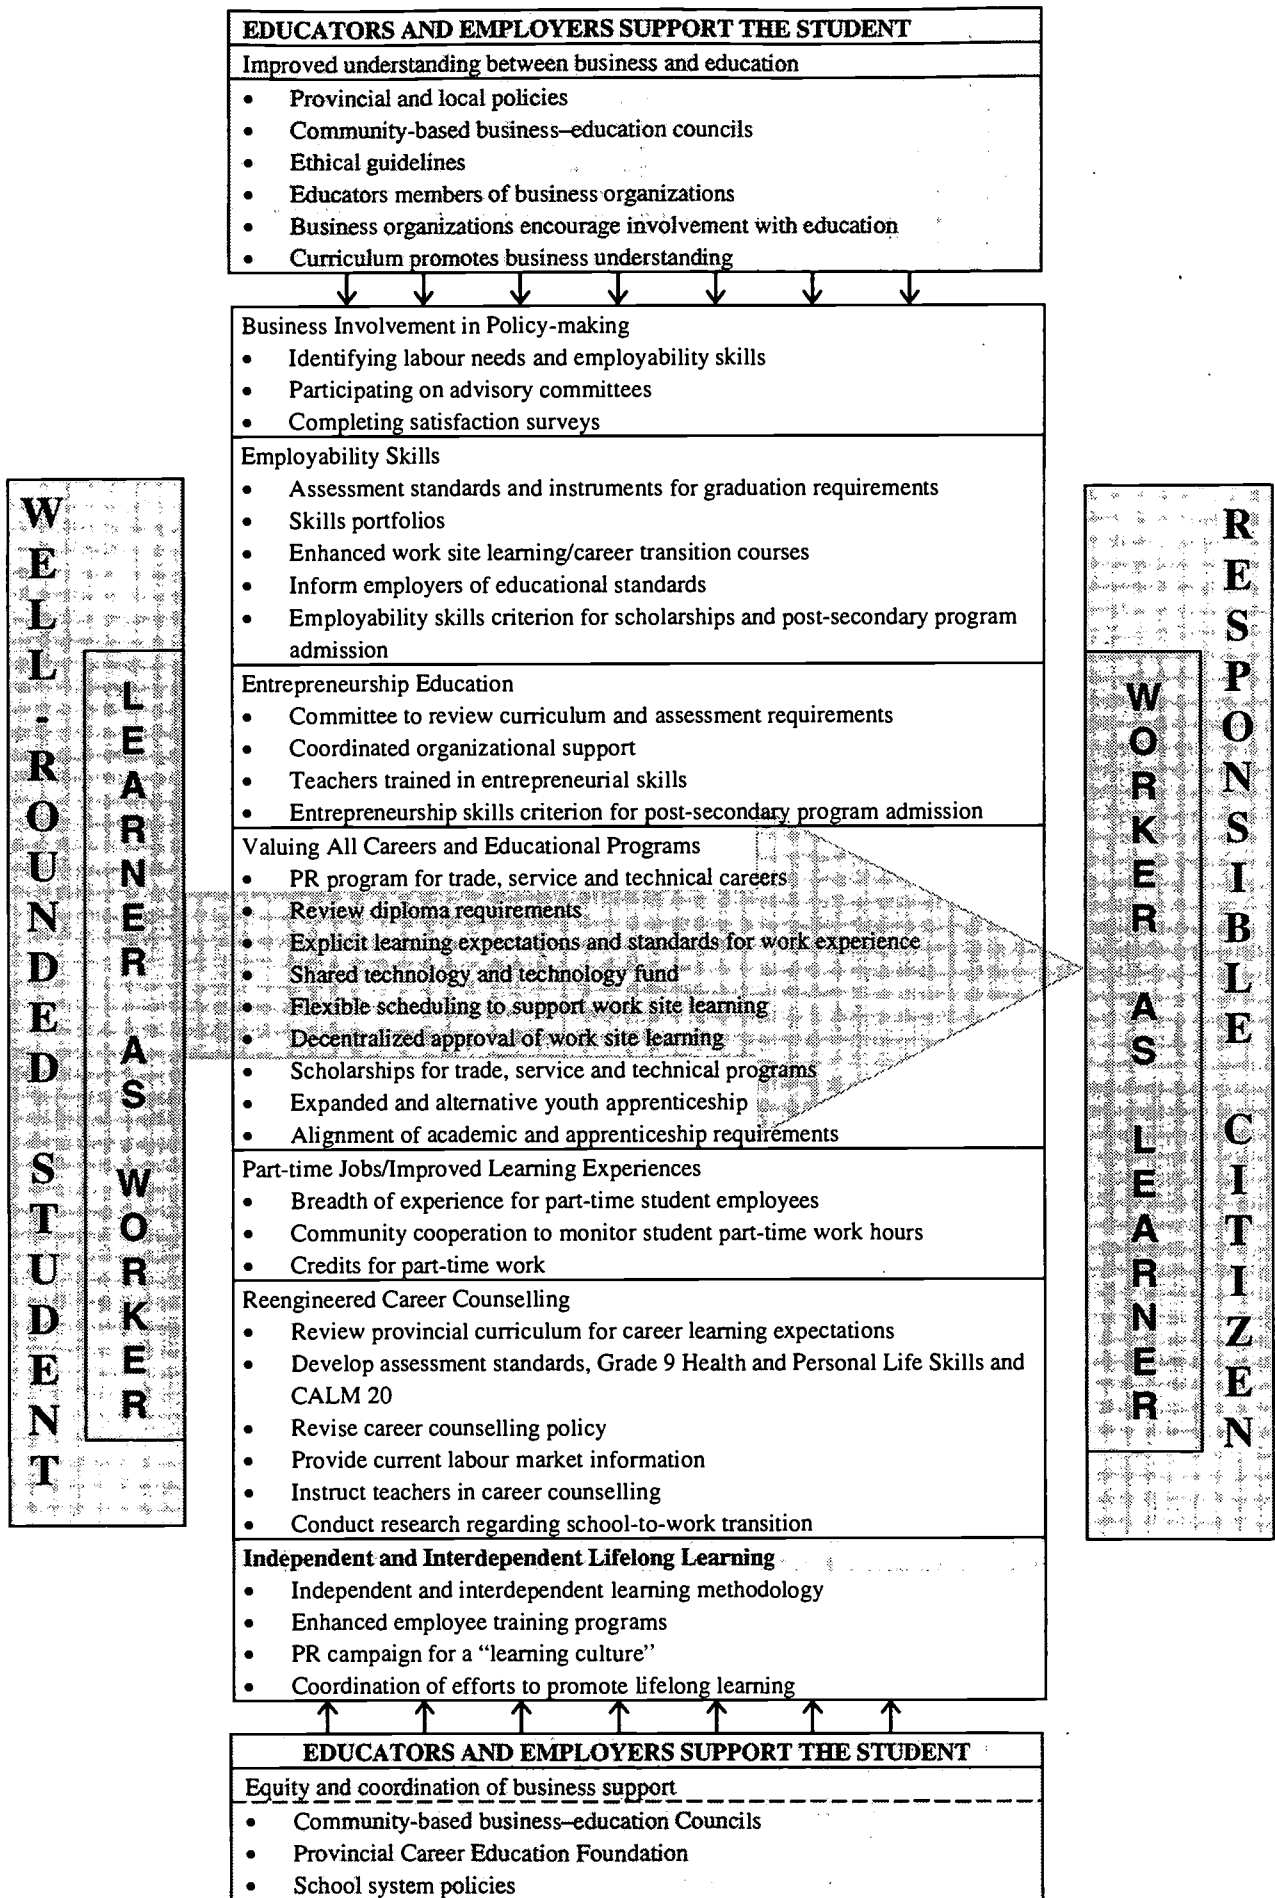 EDUCATORS AND EMPLOYERS SUPPORT THE STUDENT
Improved understanding between business and education
• Provincial and local policies
• Community-based business–education councils
• Ethical guidelines
• Educators members of business organizations
• Business organizations encourage involvement with education
• Curriculum promotes business understanding
Business Involvement in Policy-making
• Identifying labour needs and employability skills
• Participating on advisory committees
• Completing satisfaction surveys
Employability Skills
• Assessment standards and instruments for graduation requirements
• Skills portfolios
• Enhanced work site learning/career transition courses
• Inform employers of educational standards
• Employability skills criterion for scholarships and post-secondary program
admission
Entrepreneurship Education
• Committee to review curriculum and assessment requirements
• Coordinated organizational support
• Teachers trained in entrepreneurial skills
• Entrepreneurship skills criterion for post-secondary program admission
Valuing All Careers and Educational Programs
• PR program for trade, service and technical careers
• Review diploma requirements
• Explicit learning expectations and standards for work experience
• Shared technology and technology fund
• Flexible scheduling to support work site learning
• Decentralized approval of work site learning
• Scholarships for trade, service and technical programs
• Expanded and alternative youth apprenticeship
• Alignment of academic and apprenticeship requirements
Part-time Jobs/Improved Learning Experiences
• Breadth of experience for part-time student employees
• Community cooperation to monitor student part-time work hours
• Credits for part-time work
Reengineered Career Counselling
• Review provincial curriculum for career learning expectations
• Develop assessment standards, Grade 9 Health and Personal Life Skills and
CALM 20
• Revise career counselling policy
• Provide current labour market information
• Instruct teachers in career counselling
• Conduct research regarding school-to-work transition
Independent and Interdependent Lifelong Learning
• Independent and interdependent learning methodology
• Enhanced employee training programs
• PR campaign for a “learning culture”
• Coordination of efforts to promote lifelong learning
EDUCATORS AND EMPLOYERS SUPPORT THE STUDENT
Equity and coordination of business support
• Community-based business–education Councils
• Provincial Career Education Foundation
• School system policies
WELL-ROUNDED STUDENT
LEARNER AS WORKER
WORKER AS LEARNER
RESPONSIBLE CITIZEN